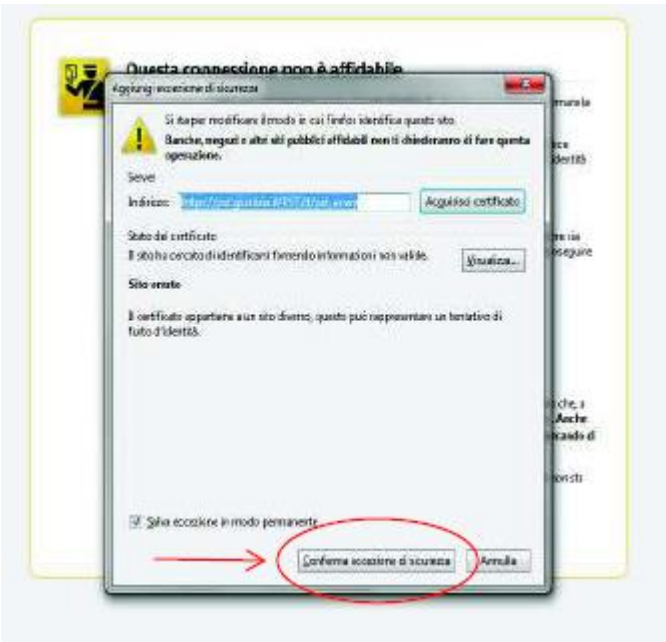 Questa connessione non è affidabile
Aggiungi eccezione di sicurezza
Si sta per modificare il modo in cui Firefox identifica questo sito.
Banche, negozi e altri siti pubblici affidabili non ti chiederanno di fare questa
operazione.
Server
Indirizzo:
Acquisisci certificato
Stato del certificato
Il sito ha cercato di identificarsi fornendo informazioni non valide.
Visualizza...
Sito errato
Il certificato appartiene a un sito diverso, questo può rappresentare un tentativo di
furto d'identità.
Salva eccezione in modo permanente
Conferma eccezione di sicurezza
Annulla
identità
che, a
Anche